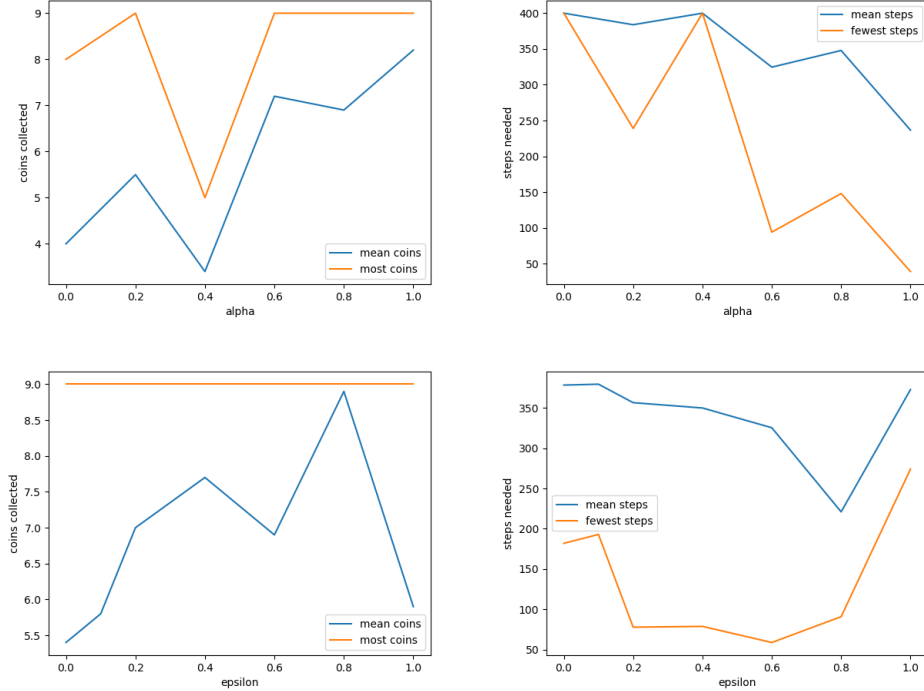 9
8
7
6
5
4
coins collected
mean coins
most coins
0.0 0.2 0.4 0.6 0.8 1.0
alpha
400
350
300
250
200
150
100
50
steps needed
mean steps
fewest steps
0.0 0.2 0.4 0.6 0.8 1.0
alpha
9.0
8.5
8.0
7.5
7.0
6.5
6.0
5.5
coins collected
mean coins
most coins
0.0 0.2 0.4 0.6 0.8 1.0
epsilon
350
300
250
200
150
100
50
steps needed
mean steps
fewest steps
0.0 0.2 0.4 0.6 0.8 1.0
epsilon